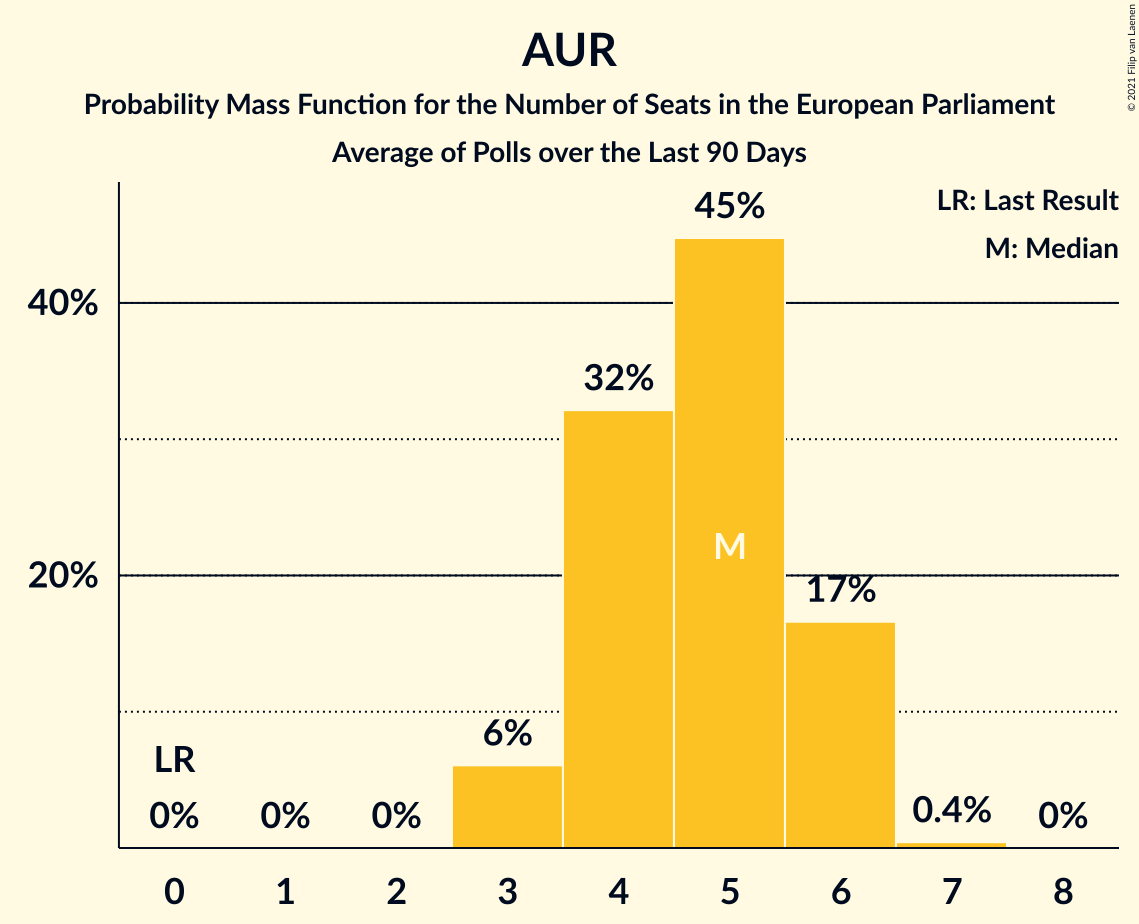 AUR
Probability Mass Function for the Number of Seats in the European Parliament
Average of Polls over the Last 90 Days
© 2021 Filip van Laenen
LR: Last Result
M: Median
45%
40%
32%
M
20%
17%
6%
LR
0% 0% 0% 0.4% 0%
0 1 2 3 4 5 6 7 8